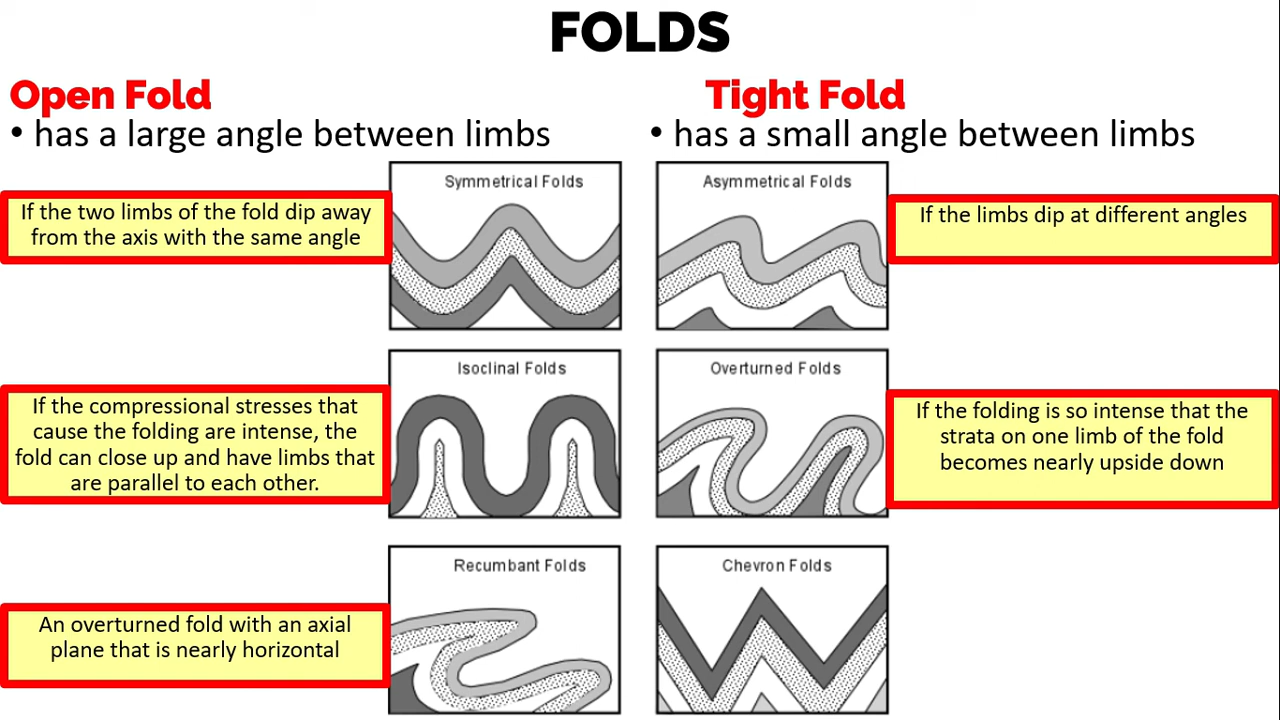 FOLDS
Open Fold
• has a large angle between limbs
Tight Fold
• has a small angle between limbs
Symmetrical Folds
If the two limbs of the fold dip away
from the axis with the same angle
Asymmetrical Folds
If the limbs dip at different angles
Isoclinal Folds
If the compressional stresses that
cause the folding are intense, the
fold can close up and have limbs that
are parallel to each other.
Overturned Folds
If the folding is so intense that the
strata on one limb of the fold
becomes nearly upside down
Recumbant Folds
An overturned fold with an axial
plane that is nearly horizontal
Chevron Folds